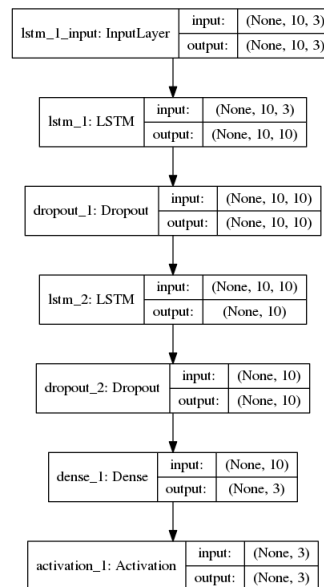 lstm_1_input: InputLayer input: (None, 10, 3)
output: (None, 10, 3)
lstm_1: LSTM input: (None, 10, 3)
output: (None, 10, 10)
dropout_1: Dropout input: (None, 10, 10)
output: (None, 10, 10)
lstm_2: LSTM input: (None, 10, 10)
output: (None, 10)
dropout_2: Dropout input: (None, 10)
output: (None, 10)
dense_1: Dense input: (None, 10)
output: (None, 3)
activation_1: Activation input: (None, 3)
output: (None, 3)